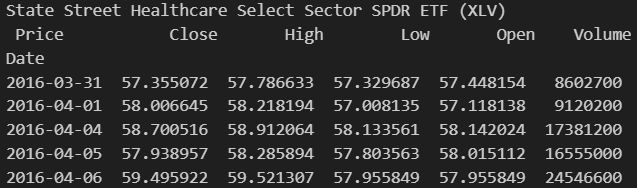 State Street Healthcare Select Sector SPDR ETF (XLV)
Price Close High Low Open Volume
Date
2016-03-31 57.355072 57.786633 57.329687 57.448154 8602700
2016-04-01 58.006645 58.218194 57.008135 57.118138 9120200
2016-04-04 58.700516 58.912064 58.133561 58.142024 17381200
2016-04-05 57.938957 58.285894 57.803563 58.015112 16555000
2016-04-06 59.495922 59.521307 57.955849 57.955849 24546600